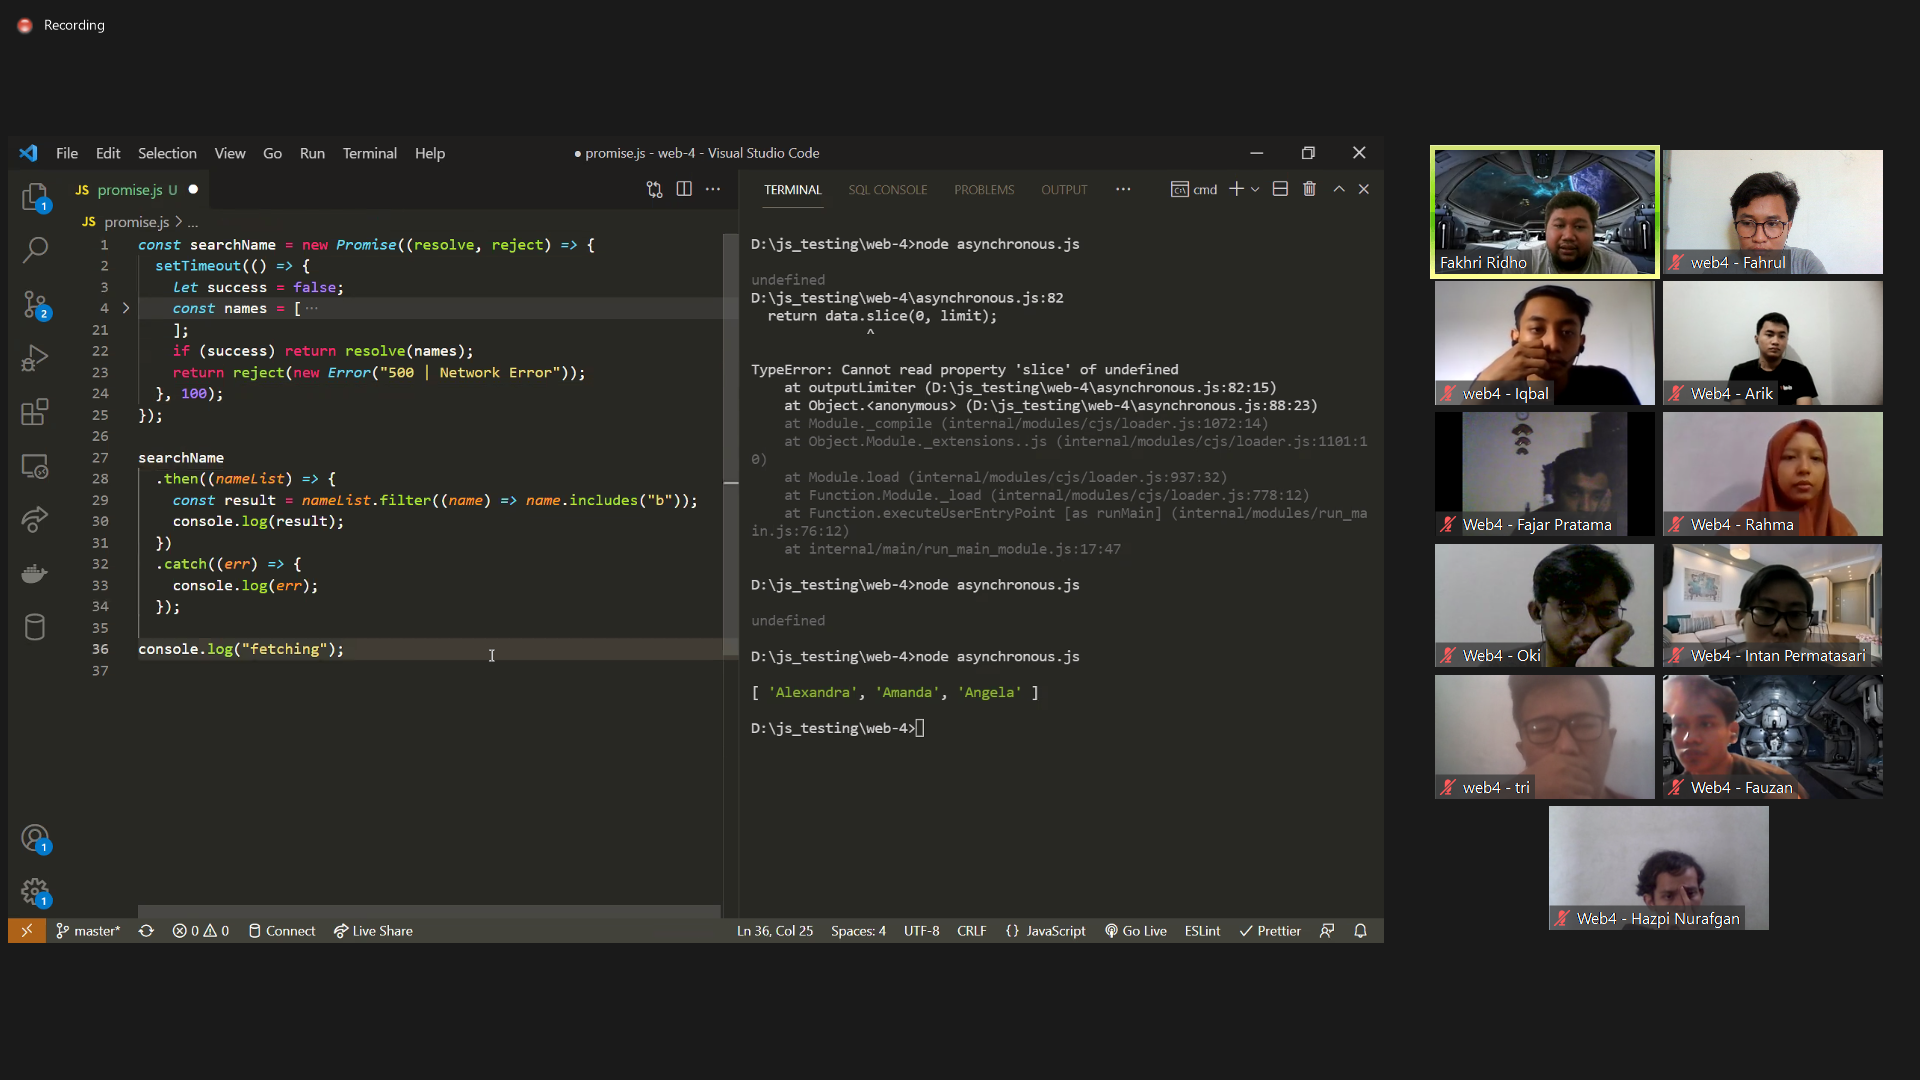 Recording
File Edit Selection View Go Run Terminal Help
● promise.js - web-4 - Visual Studio Code
JS promise.js U ●
JS promise.js > ...
1 const searchName = new Promise((resolve, reject) => {
2 setTimeout(() => {
3 let success = false;
4 const names = [ ···
21 ];
22 if (success) return resolve(names);
23 return reject(new Error("500 | Network Error"));
24 }, 100);
25 });
26
27 searchName
28 .then((nameList) => {
29 const result = nameList.filter((name) => name.includes("b"));
30 console.log(result);
31 })
32 .catch((err) => {
33 console.log(err);
34 });
35
36 console.log("fetching");
37
1
2
1
1
TERMINAL SQL CONSOLE PROBLEMS OUTPUT ··· cmd
D:\js_testing\web-4>node asynchronous.js
undefined
D:\js_testing\web-4\asynchronous.js:82
return data.slice(0, limit);
^
TypeError: Cannot read property 'slice' of undefined
at outputLimiter (D:\js_testing\web-4\asynchronous.js:82:15)
at Object.<anonymous> (D:\js_testing\web-4\asynchronous.js:88:23)
at Module._compile (internal/modules/cjs/loader.js:1072:14)
at Object.Module._extensions..js (internal/modules/cjs/loader.js:1101:1
0)
at Module.load (internal/modules/cjs/loader.js:937:32)
at Function.Module._load (internal/modules/cjs/loader.js:778:12)
at Function.executeUserEntryPoint [as runMain] (internal/modules/run_ma
in.js:76:12)
at internal/main/run_main_module.js:17:47
D:\js_testing\web-4>node asynchronous.js
undefined
D:\js_testing\web-4>node asynchronous.js
[ 'Alexandra', 'Amanda', 'Angela' ]
D:\js_testing\web-4>
master* 0 0 Connect Live Share
Ln 36, Col 25 Spaces: 4 UTF-8 CRLF {} JavaScript Go Live ESLint Prettier
Fakhri Ridho
web4 - Fahrul
web4 - Iqbal
Web4 - Arik
Web4 - Fajar Pratama
Web4 - Rahma
Web4 - Oki
Web4 - Intan Permatasari
web4 - tri
Web4 - Fauzan
Web4 - Hazpi Nurafgan